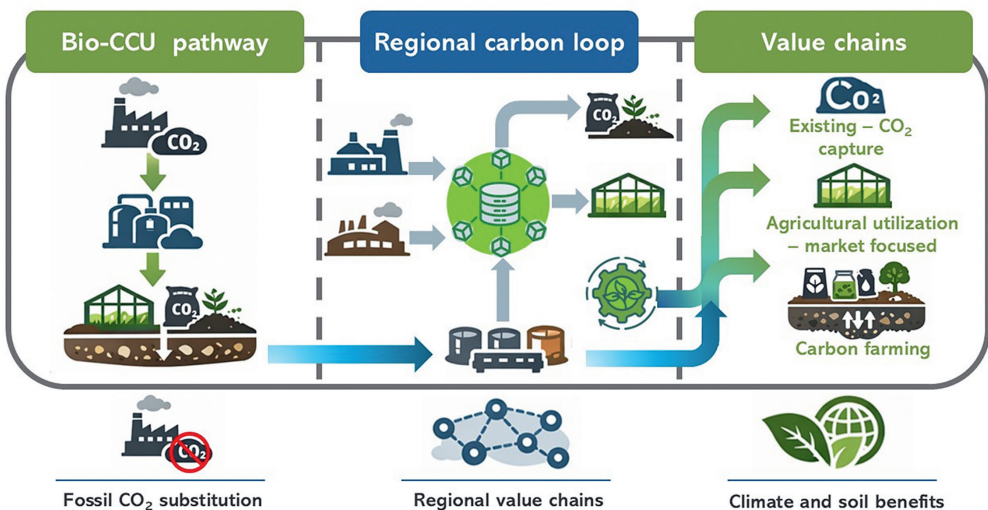 Bio-CCU pathway
Regional carbon loop
Value chains
CO₂
CO₂
CO₂
CO₂
Existing – CO₂
capture
Agricultural utilization
– market focused
Carbon farming
CO₂
Fossil CO₂ substitution
Regional value chains
Climate and soil benefits